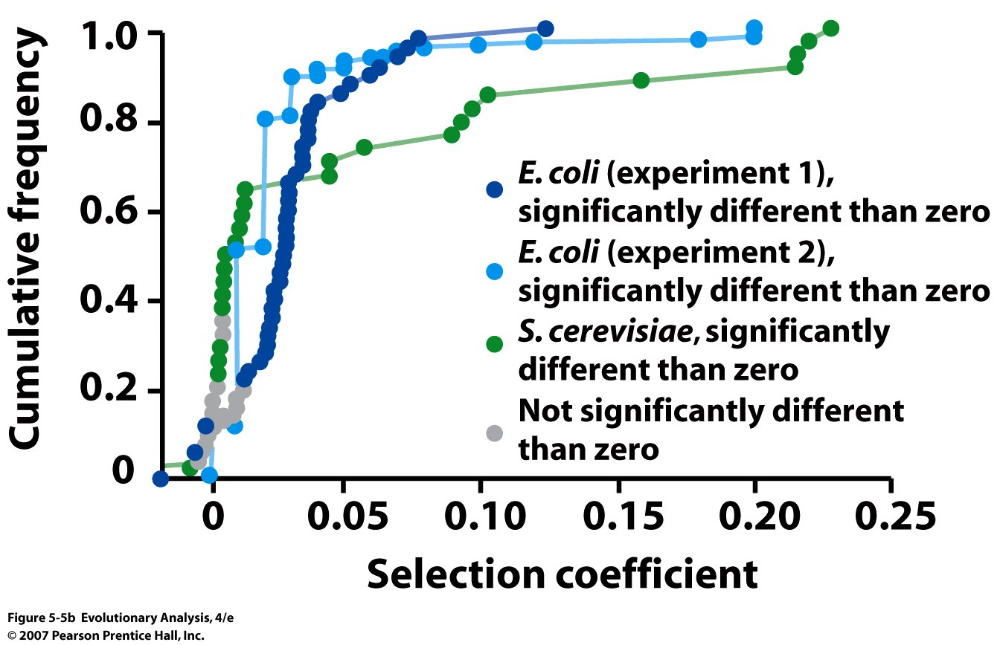 Cumulative frequency
1.0
0.8
0.6
0.4
0.2
0
0
0.05
0.10
0.15
0.20
0.25
Selection coefficient
E. coli (experiment 1),
significantly different than zero
E. coli (experiment 2),
significantly different than zero
S. cerevisiae, significantly
different than zero
Not significantly different
than zero
Figure 5-5b Evolutionary Analysis, 4/e
© 2007 Pearson Prentice Hall, Inc.